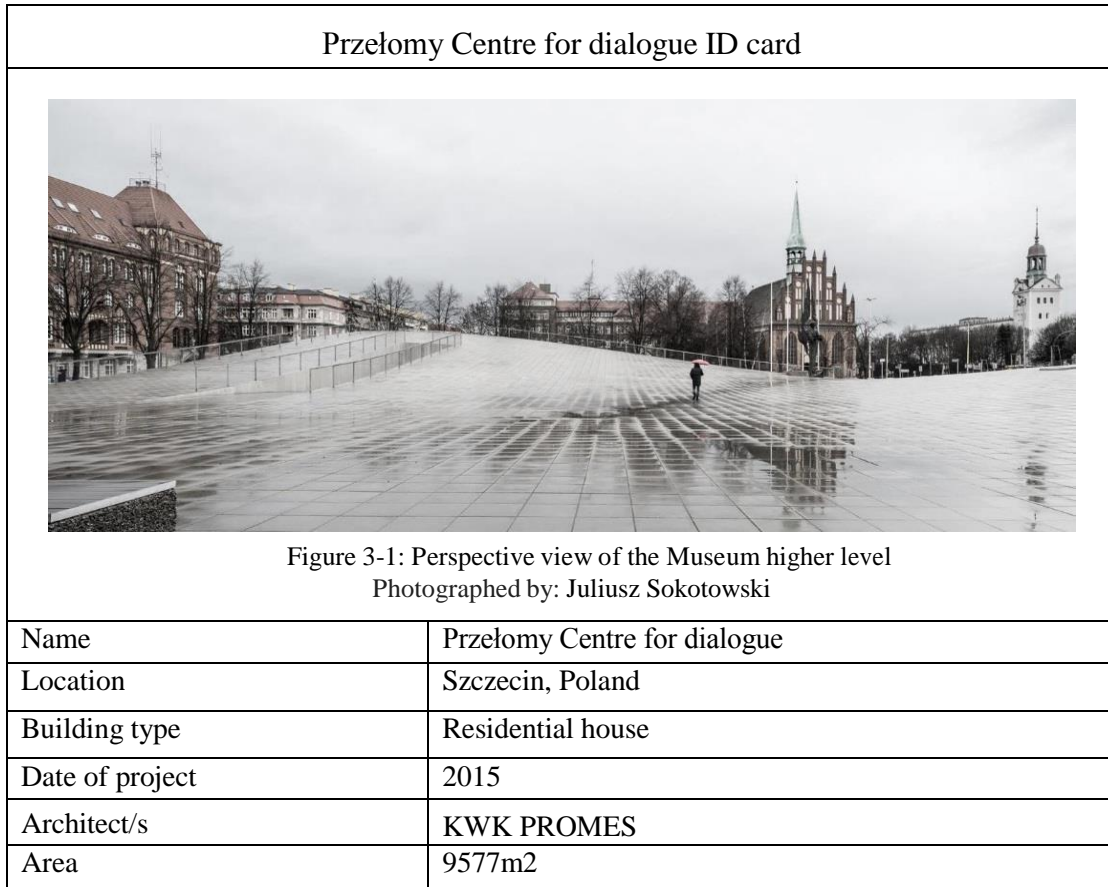 Przełomy Centre for dialogue ID card
Figure 3-1: Perspective view of the Museum higher level
Photographed by: Juliusz Sokotowski
Name Przełomy Centre for dialogue
Location Szczecin, Poland
Building type Residential house
Date of project 2015
Architect/s KWK PROMES
Area 9577m2